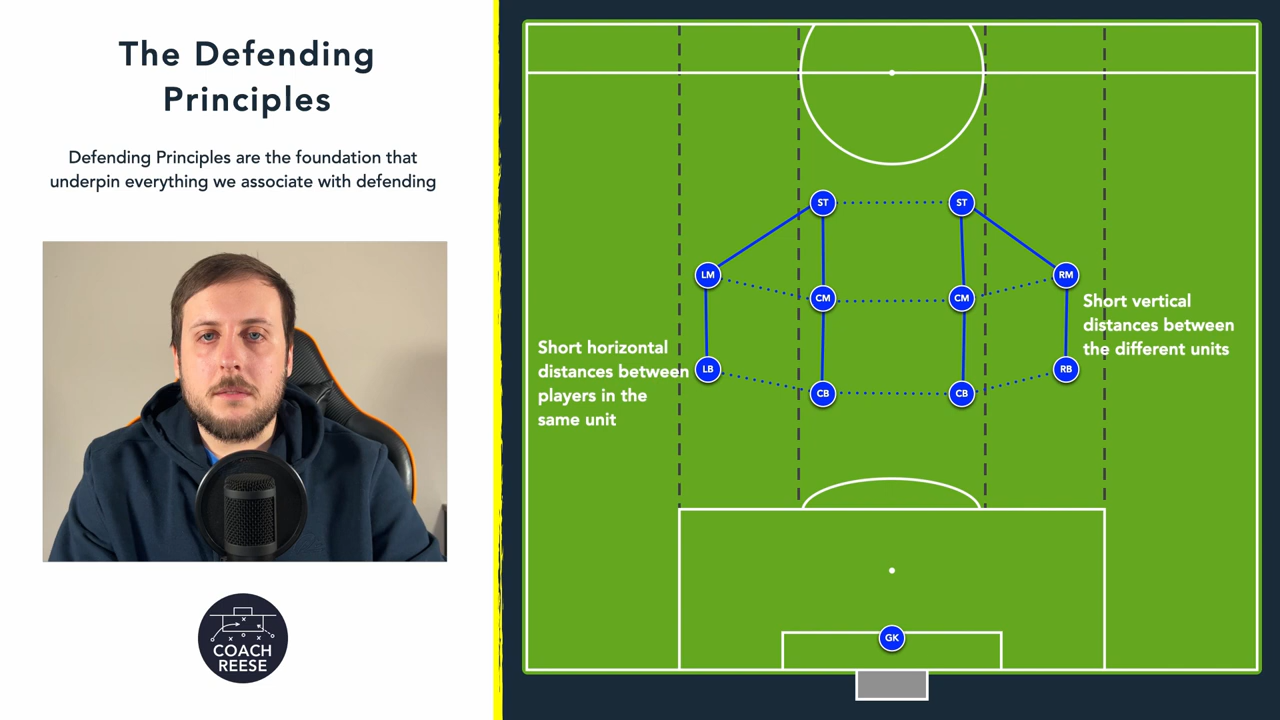 The Defending
Principles
Defending Principles are the foundation that
underpin everything we associate with defending
COACH
REESE
ST
ST
LM
CM
CM
RM
Short vertical
distances between
the different units
Short horizontal
distances between
players in the
same unit
LB
CB
CB
RB
GK